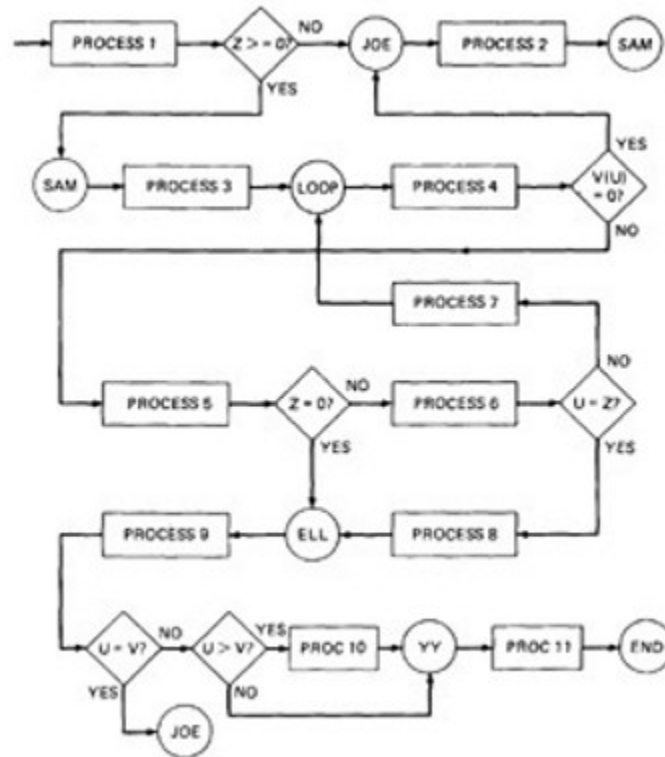 PROCESS 1
Z > = 0?
NO
JOE
PROCESS 2
SAM
YES
SAM
PROCESS 3
LOOP
PROCESS 4
YES
V(U)
= 0?
NO
PROCESS 7
NO
PROCESS 5
Z = 0?
NO
PROCESS 6
U = Z?
YES
YES
PROCESS 9
ELL
PROCESS 8
U = V?
NO
U > V?
YES
PROC 10
YY
PROC 11
END
YES
NO
JOE